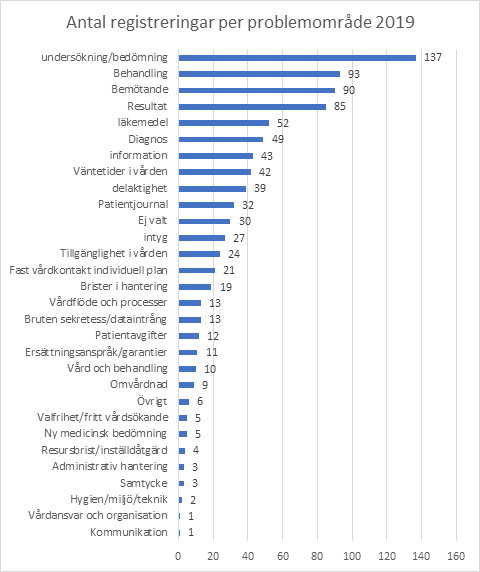 Antal registreringar per problemområde 2019
undersökning/bedömning 137
Behandling 93
Bemötande 90
Resultat 85
läkemedel 52
Diagnos 49
information 43
Väntetider i vården 42
delaktighet 39
Patientjournal 32
Ej valt 30
intyg 27
Tillgänglighet i vården 24
Fast vårdkontakt individuell plan 21
Brister i hantering 19
Vårdflöde och processer 13
Bruten sekretess/dataintrång 13
Patientavgifter 12
Ersättningsanspråk/garantier 11
Vård och behandling 10
Omvårdnad 9
Övrigt 6
Valfrihet/fritt vårdsökande 5
Ny medicinsk bedömning 5
Resursbrist/inställdåtgärd 4
Administrativ hantering 3
Samtycke 3
Hygien/miljö/teknik 2
Vårdansvar och organisation 1
Kommunikation 1
0 20 40 60 80 100 120 140 160